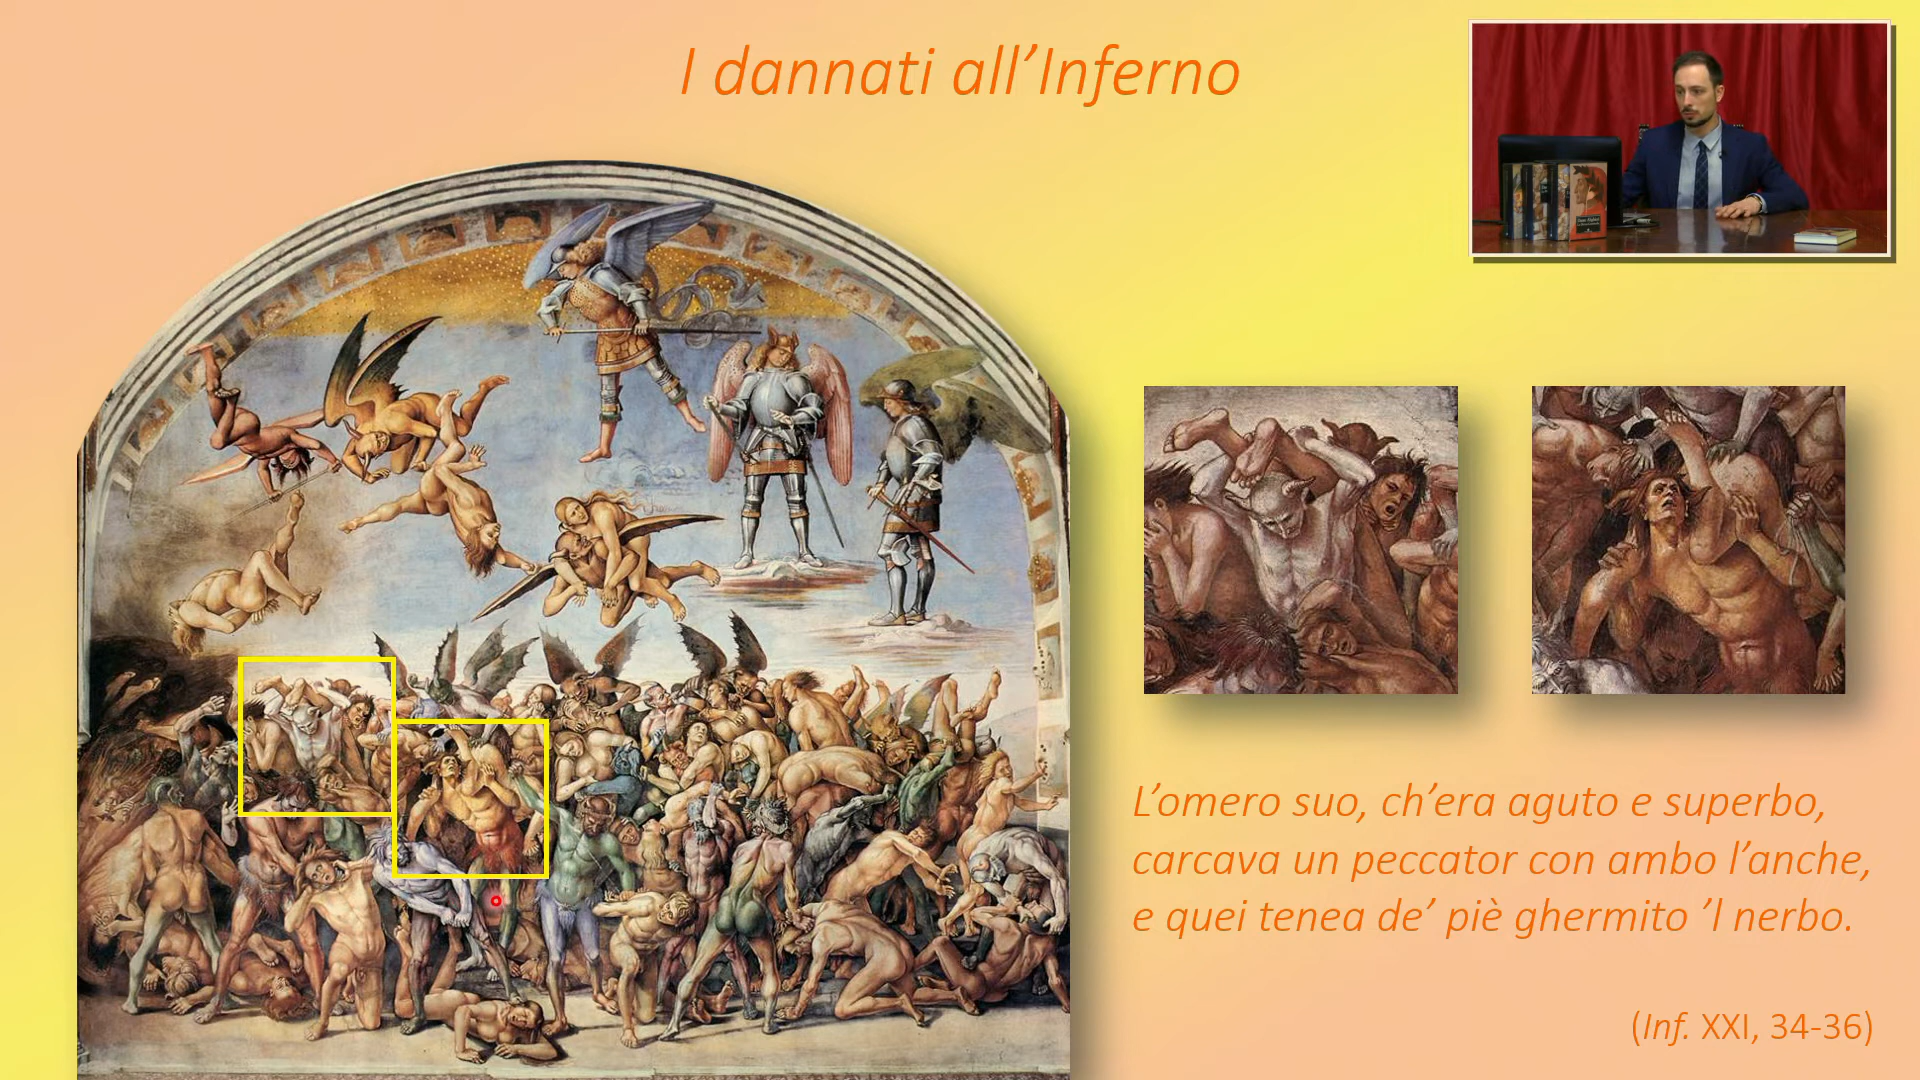 I dannati all’Inferno
L’omero suo, ch’era aguto e superbo,
carcava un peccator con ambo l’anche,
e quei tenea de’ piè ghermito ’l nerbo.
(Inf. XXI, 34-36)